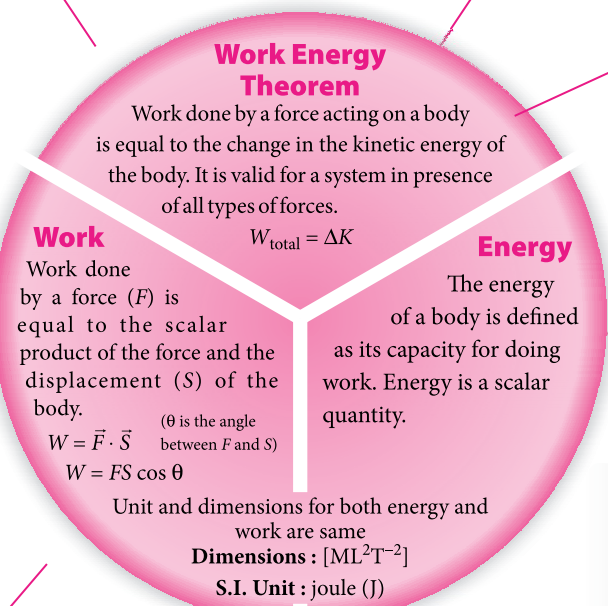 Work Energy
Theorem
Work done by a force acting on a body
is equal to the change in the kinetic energy of
the body. It is valid for a system in presence
of all types of forces.
W_total = ΔK
Work
Work done
by a force (F) is
equal to the scalar
product of the force and the
displacement (S) of the
body.
W = F⃗ · S⃗
(θ is the angle
between F and S)
W = FS cos θ
Energy
The energy
of a body is defined
as its capacity for doing
work. Energy is a scalar
quantity.
Unit and dimensions for both energy and
work are same
Dimensions : [ML²T⁻²]
S.I. Unit : joule (J)